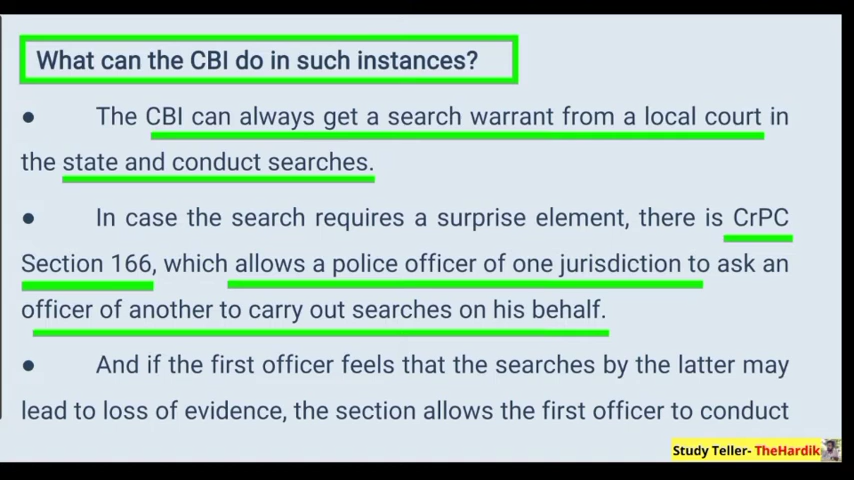 What can the CBI do in such instances?
● The CBI can always get a search warrant from a local court in
the state and conduct searches.
● In case the search requires a surprise element, there is CrPC
Section 166, which allows a police officer of one jurisdiction to ask an
officer of another to carry out searches on his behalf.
● And if the first officer feels that the searches by the latter may
lead to loss of evidence, the section allows the first officer to conduct
Study Teller- TheHardik